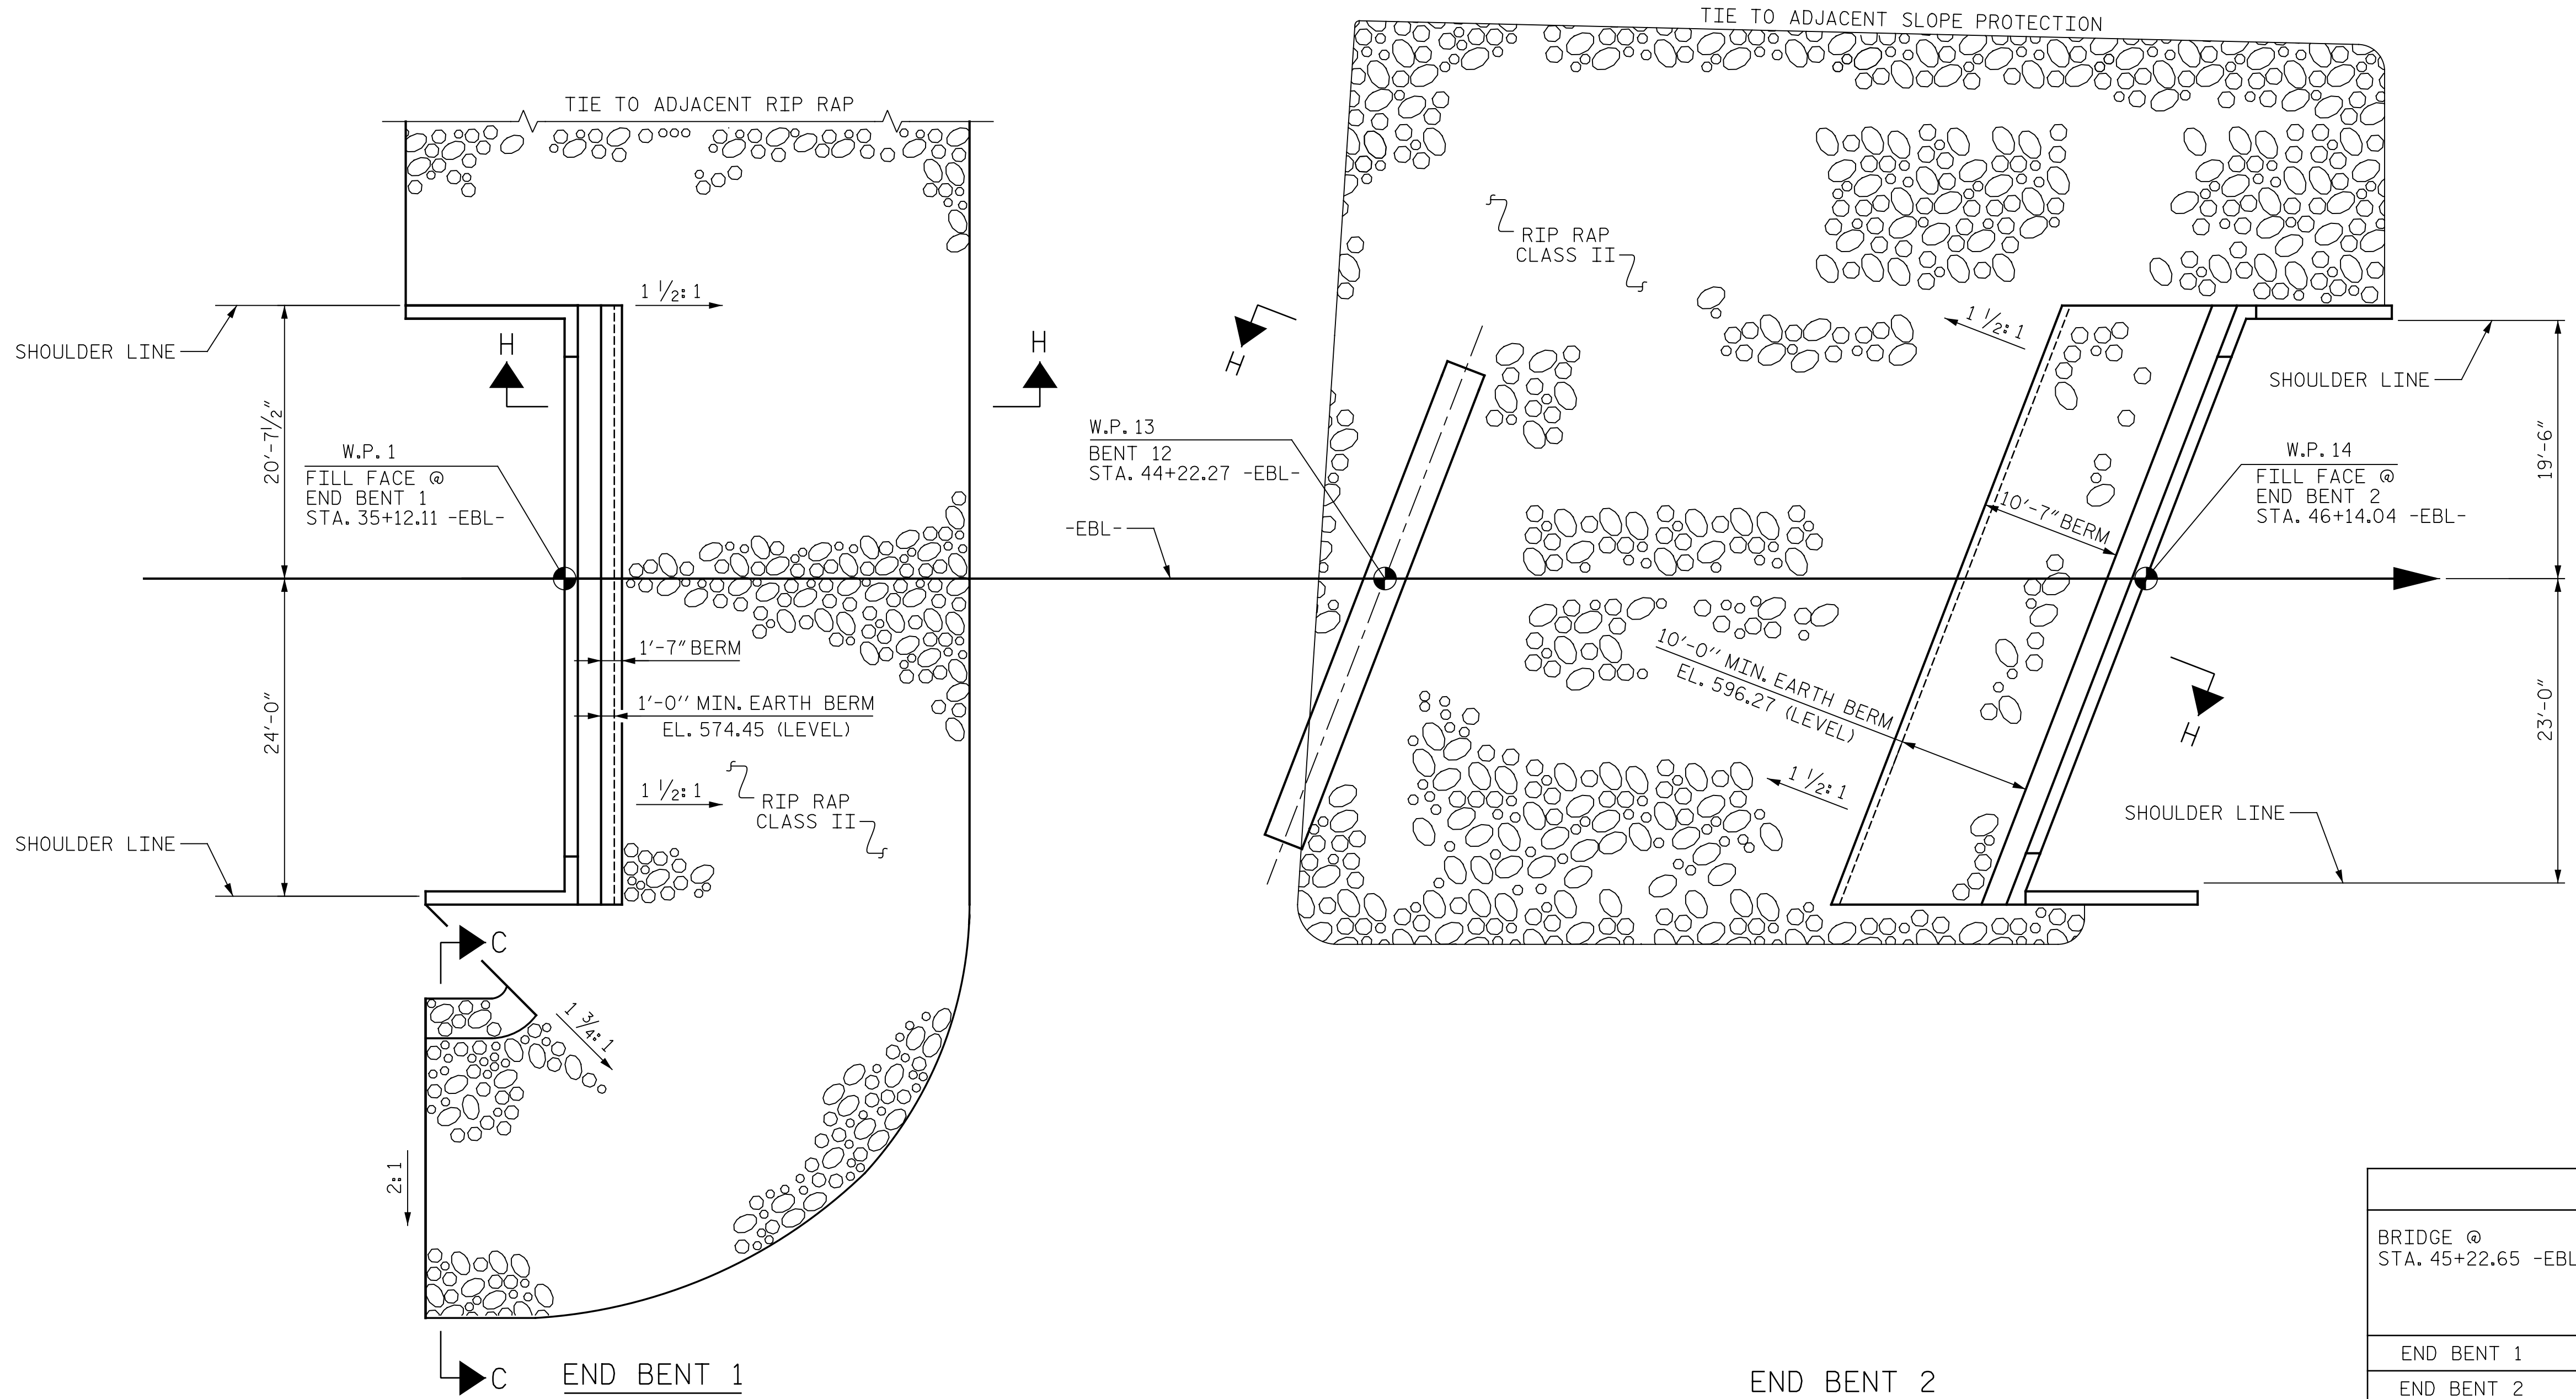 TIE TO ADJACENT SLOPE PROTECTION
TIE TO ADJACENT RIP RAP
SHOULDER LINE
1 1/2:1
H
H
20'-7 1/2"
W.P. 1
FILL FACE @
END BENT 1
STA. 35+12.11 -EBL-
1'-7" BERM
1'-0" MIN. EARTH BERM
EL. 574.45 (LEVEL)
24'-0"
1 1/2:1
RIP RAP
CLASS II
SHOULDER LINE
C
1 3/4:1
2:1
C
END BENT 1
RIP RAP
CLASS II
H
1 1/2:1
SHOULDER LINE
W.P. 13
BENT 12
STA. 44+22.27 -EBL-
-EBL-
10'-7" BERM
W.P. 14
FILL FACE @
END BENT 2
STA. 46+14.04 -EBL-
19'-6"
10'-0" MIN. EARTH BERM
EL. 596.27 (LEVEL)
H
23'-0"
1 1/2:1
SHOULDER LINE
END BENT 2
BRIDGE @
STA. 45+22.65 -EBL
END BENT 1
END BENT 2